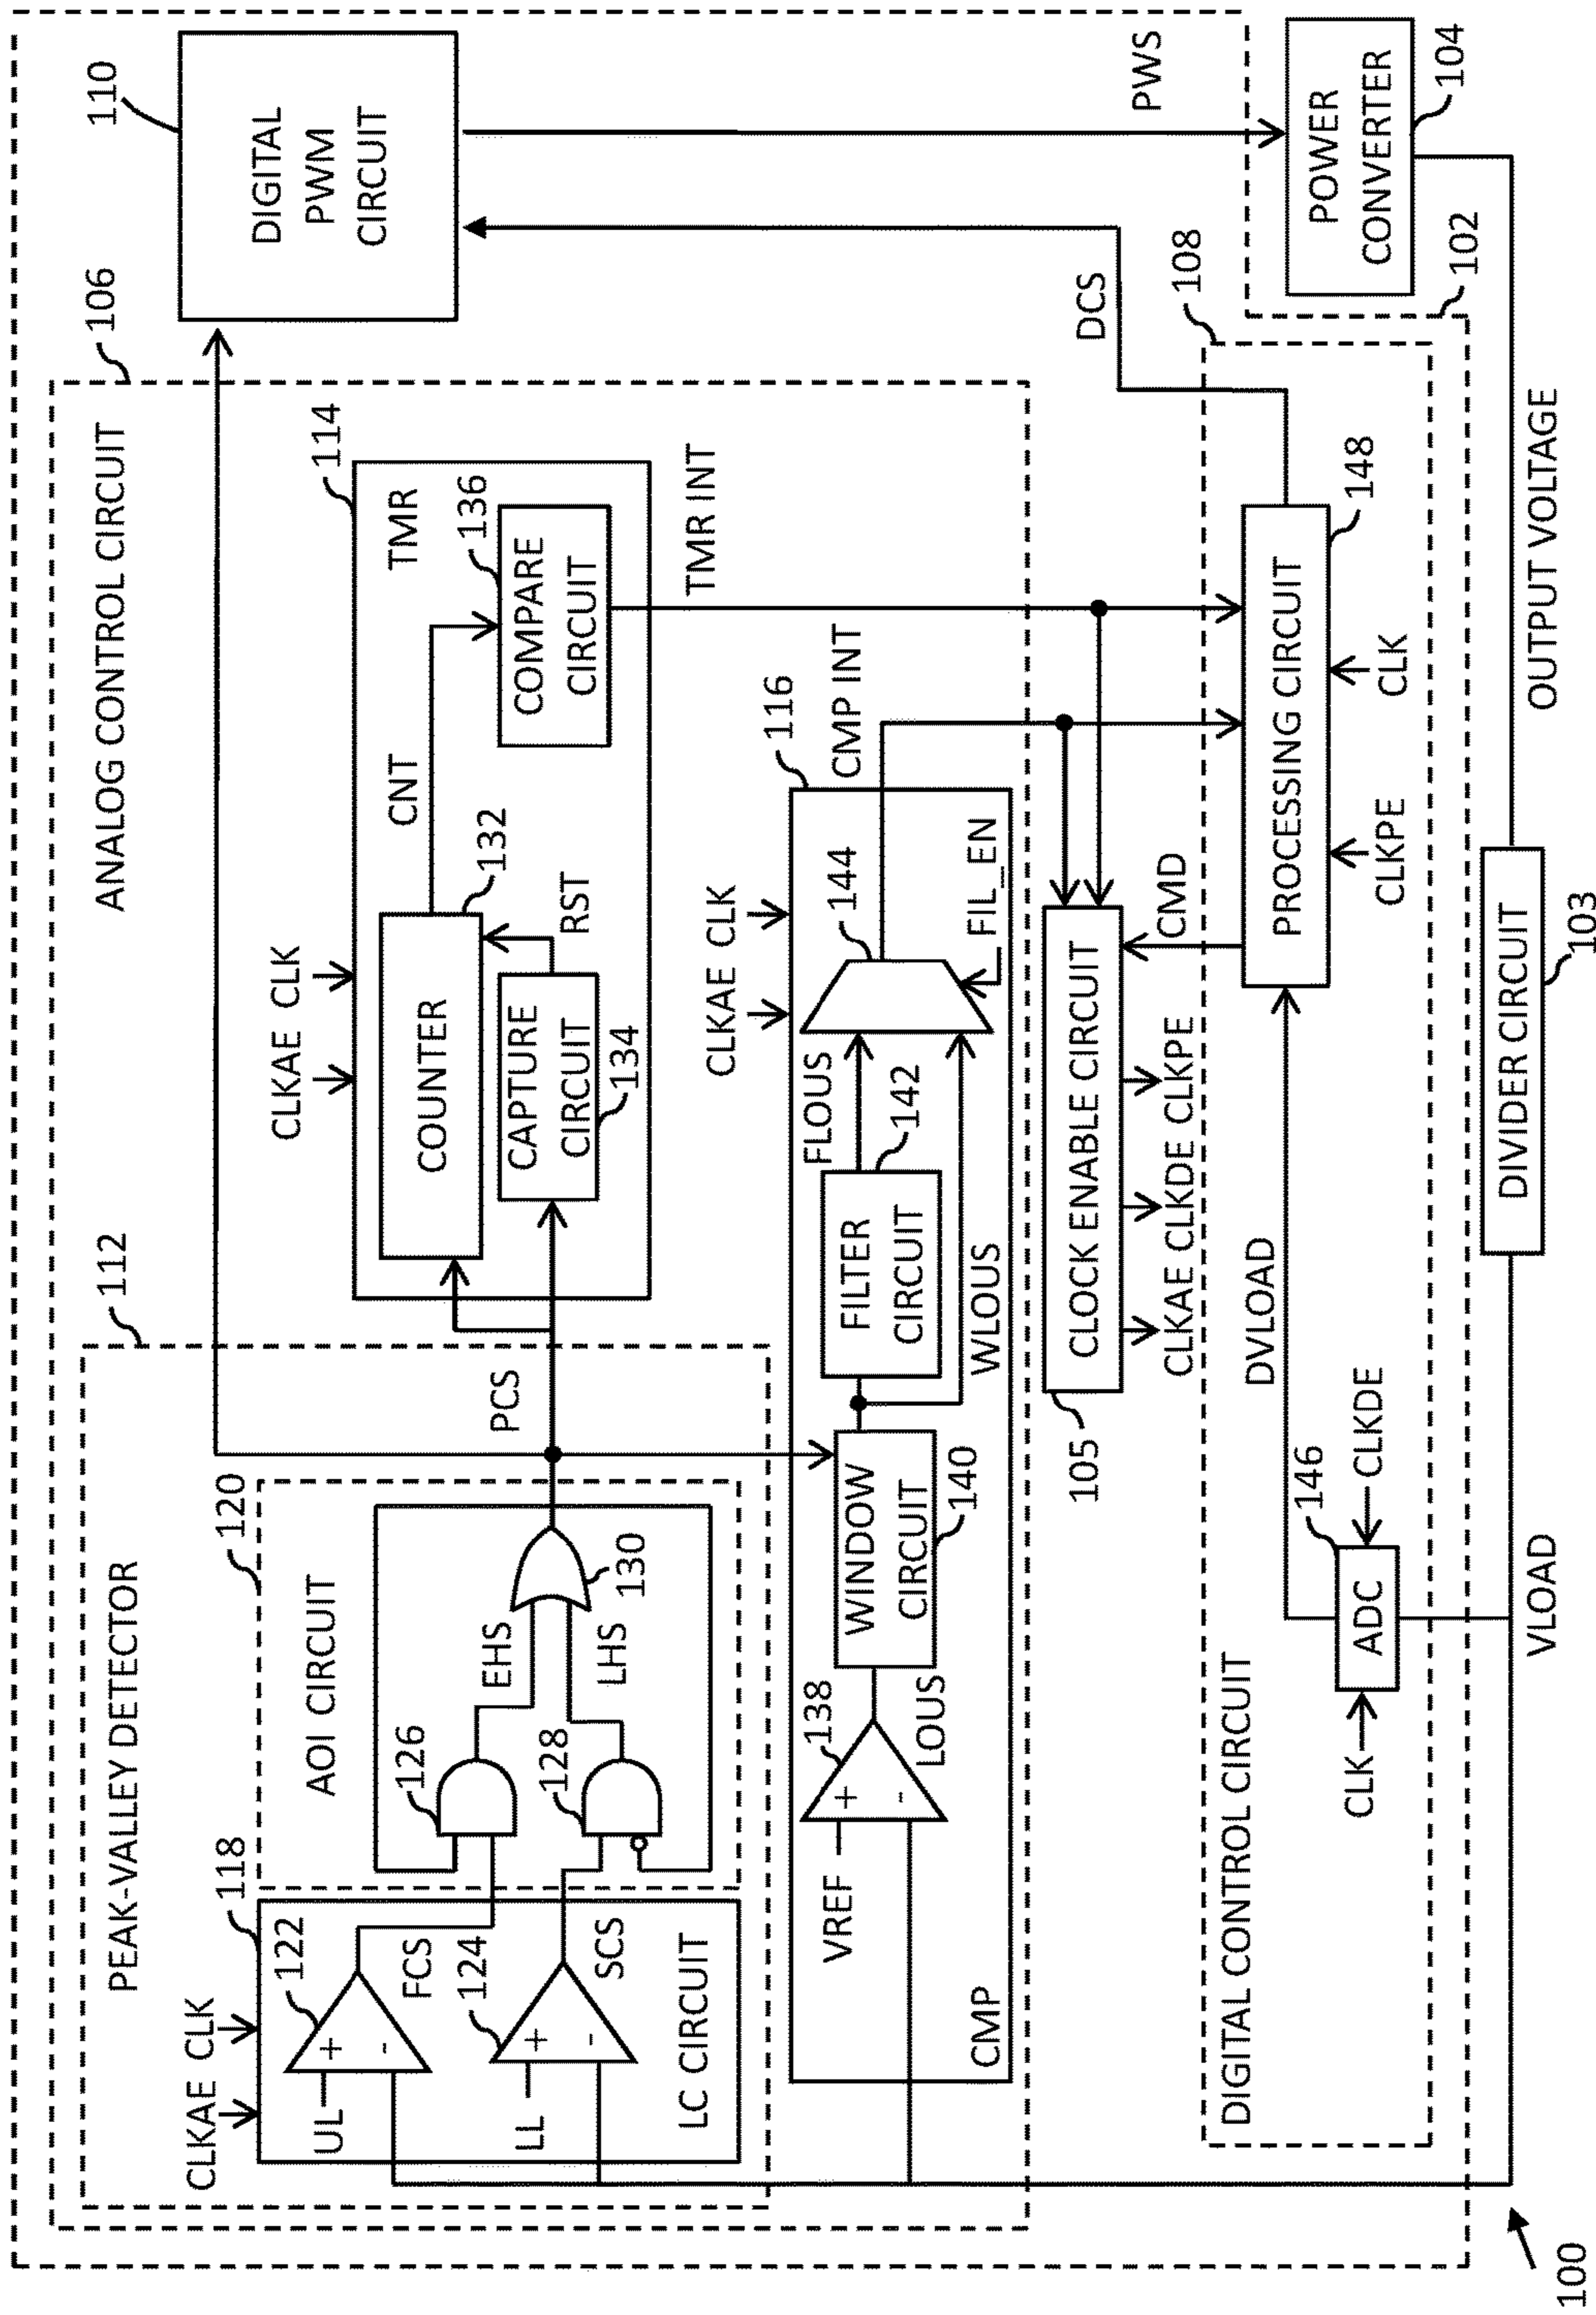 100
102
ANALOG CONTROL CIRCUIT
106
PEAK-VALLEY DETECTOR
112
110
DIGITAL
PWM
CIRCUIT
CLKAE
CLK
118
UL
+
-
122
FCS
LL
+
-
124
SCS
LC CIRCUIT
120
AOI CIRCUIT
126
EHS
128
LHS
130
PCS
CLKAE
CLK
114
TMR
COUNTER
132
CNT
CAPTURE
CIRCUIT
134
RST
COMPARE
CIRCUIT
136
TMR INT
CMP
VREF
+
-
138
LOUS
WINDOW
CIRCUIT
140
FILTER
CIRCUIT
142
FLOUS
WLOUS
CLKAE
CLK
144
FIL_EN
116
CMP INT
CLOCK ENABLE CIRCUIT
105
CLKAE
CLKDE
CLKPE
CMD
DCS
PWS
DIGITAL CONTROL CIRCUIT
108
CLK
ADC
146
CLKDE
DVLOAD
PROCESSING CIRCUIT
148
CLKPE
CLK
VLOAD
DIVIDER CIRCUIT
103
OUTPUT VOLTAGE
POWER
CONVERTER
104